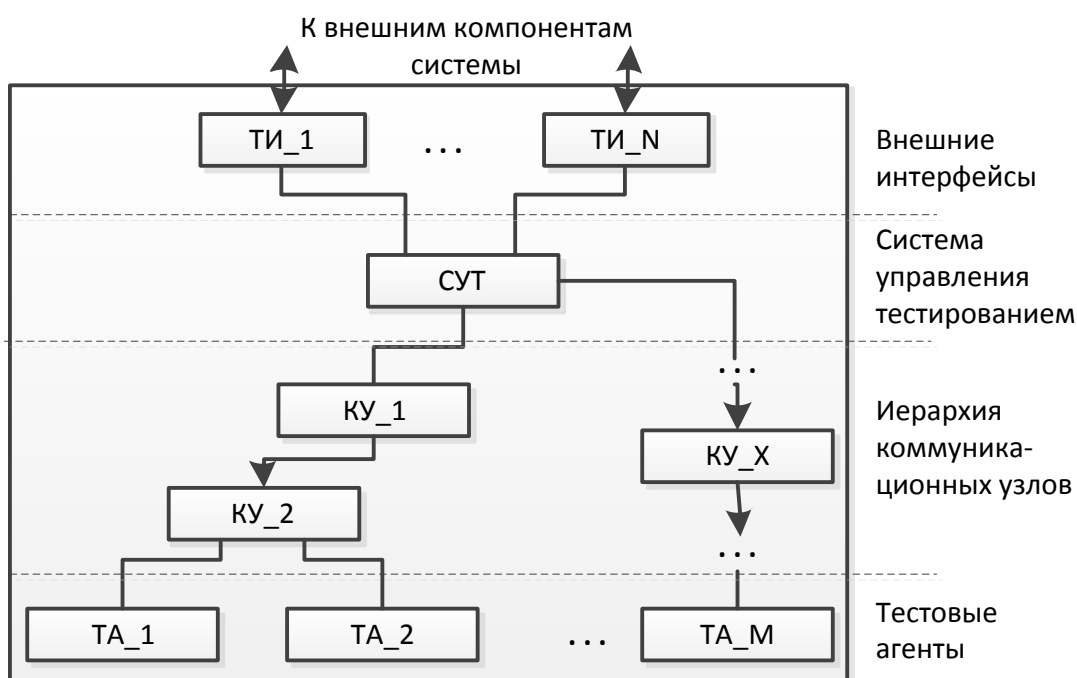 К внешним компонентам
системы
ТИ_1
...
ТИ_N
Внешние
интерфейсы
СУТ
Система
управления
тестированием
...
КУ_1
КУ_X
Иерархия
коммуника-
ционных узлов
КУ_2
...
ТА_1
ТА_2
...
ТА_M
Тестовые
агенты